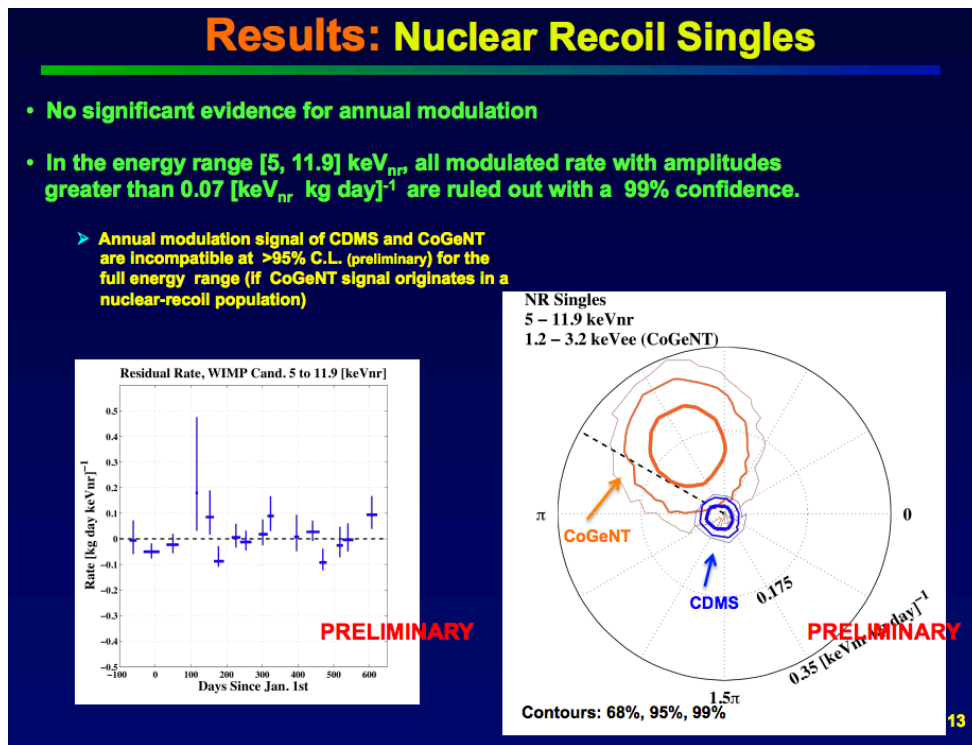 Results: Nuclear Recoil Singles
• No significant evidence for annual modulation
• In the energy range [5, 11.9] keVnr, all modulated rate with amplitudes
greater than 0.07 [keVnr kg day]-1 are ruled out with a 99% confidence.
➤ Annual modulation signal of CDMS and CoGeNT
are incompatible at >95% C.L. (preliminary) for the
full energy range (if CoGeNT signal originates in a
nuclear-recoil population)
NR Singles
5 – 11.9 keVnr
1.2 – 3.2 keVee (CoGeNT)
Residual Rate, WIMP Cand. 5 to 11.9 [keVnr]
Rate [kg day keVnr]−1
0.5
0.4
0.3
0.2
0.1
0
−0.1
−0.2
−0.3
−0.4
−0.5
−100 0 100 200 300 400 500 600
Days Since Jan. 1st
PRELIMINARY
π
0
CoGeNT
CDMS
0.175
0.35 [keVnr kg day]−1
PRELIMINARY
1.5π
Contours: 68%, 95%, 99%
13